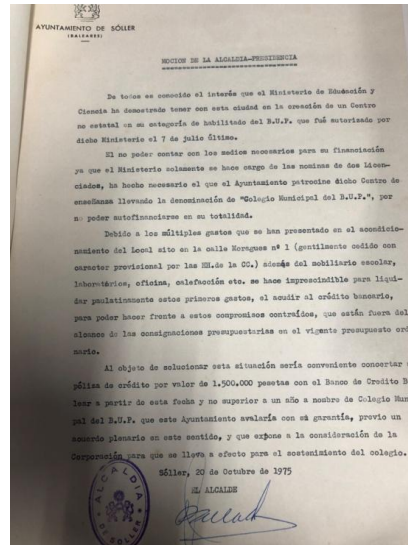 AYUNTAMIENTO DE SÓLLER
(BALEARES)
MOCION DE LA ALCALDIA-PRESIDENCIA
De todos es conocido el interés que el Ministerio de Educación y
Ciencia ha demostrado tener con esta ciudad en la creación de un Centro
no estatal en su categoría de habilitado del B.U.P. que fué autorizado por
dicho Ministerio el 7 de julio último.
El no poder contar con los medios necesarios para su financiación
ya que el Ministerio solamente se hace cargo de las nominas de dos Licen-
ciados, ha hecho necesario el que el Ayuntamiento patrocine dicho Centro de
enseñanza llevando la denominación de "Colegio Municipal del B.U.P.", por
no poder autofinanciarse en su totalidad.
Debido a los múltiples gastos que se han presentado en el acondicio-
namiento del Local sito en la calle Moragues nº 1 (gentilmente cedido con
caracter provisional por las HH.de la CC.) además del mobiliario escolar,
laboratórios, oficina, calefacción etc. se hace imprescindible para liqui-
dar paulatinamente estos primeros gastos, el acudir al crédito bancario,
para poder hacer frente a estos compromisos contraídos, que están fuera del
alcance de las consignaciones presupuestarias en el vigente presupuesto ord
nario.
Al objeto de solucionar esta situación sería conveniente concertar
póliza de crédito por valor de 1.500.000 pesetas con el Banco de Credito B
lear a partir de esta fecha y no superior a un año a nombre de Colegio Mun
pal del B.U.P. que este Ayuntamiento avalaría con su garantía, previo un
acuerdo plenario en este sentido, y que expone a la consideración de la
Corporación para que se lleve a efecto para el sostenimiento del colegio.
Sóller, 20 de Octubre de 1975
EL ALCALDE
ALCALDIA
SOLLER